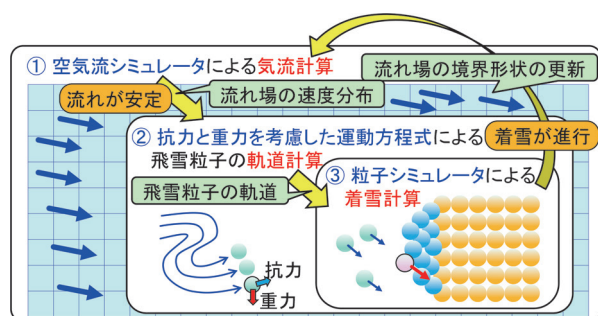 ① 空気流シミュレータによる気流計算
流れが安定
流れ場の速度分布
流れ場の境界形状の更新
② 抗力と重力を考慮した運動方程式による
飛雪粒子の軌道計算
着雪が進行
飛雪粒子の軌道
③ 粒子シミュレータによる
着雪計算
抗力
重力